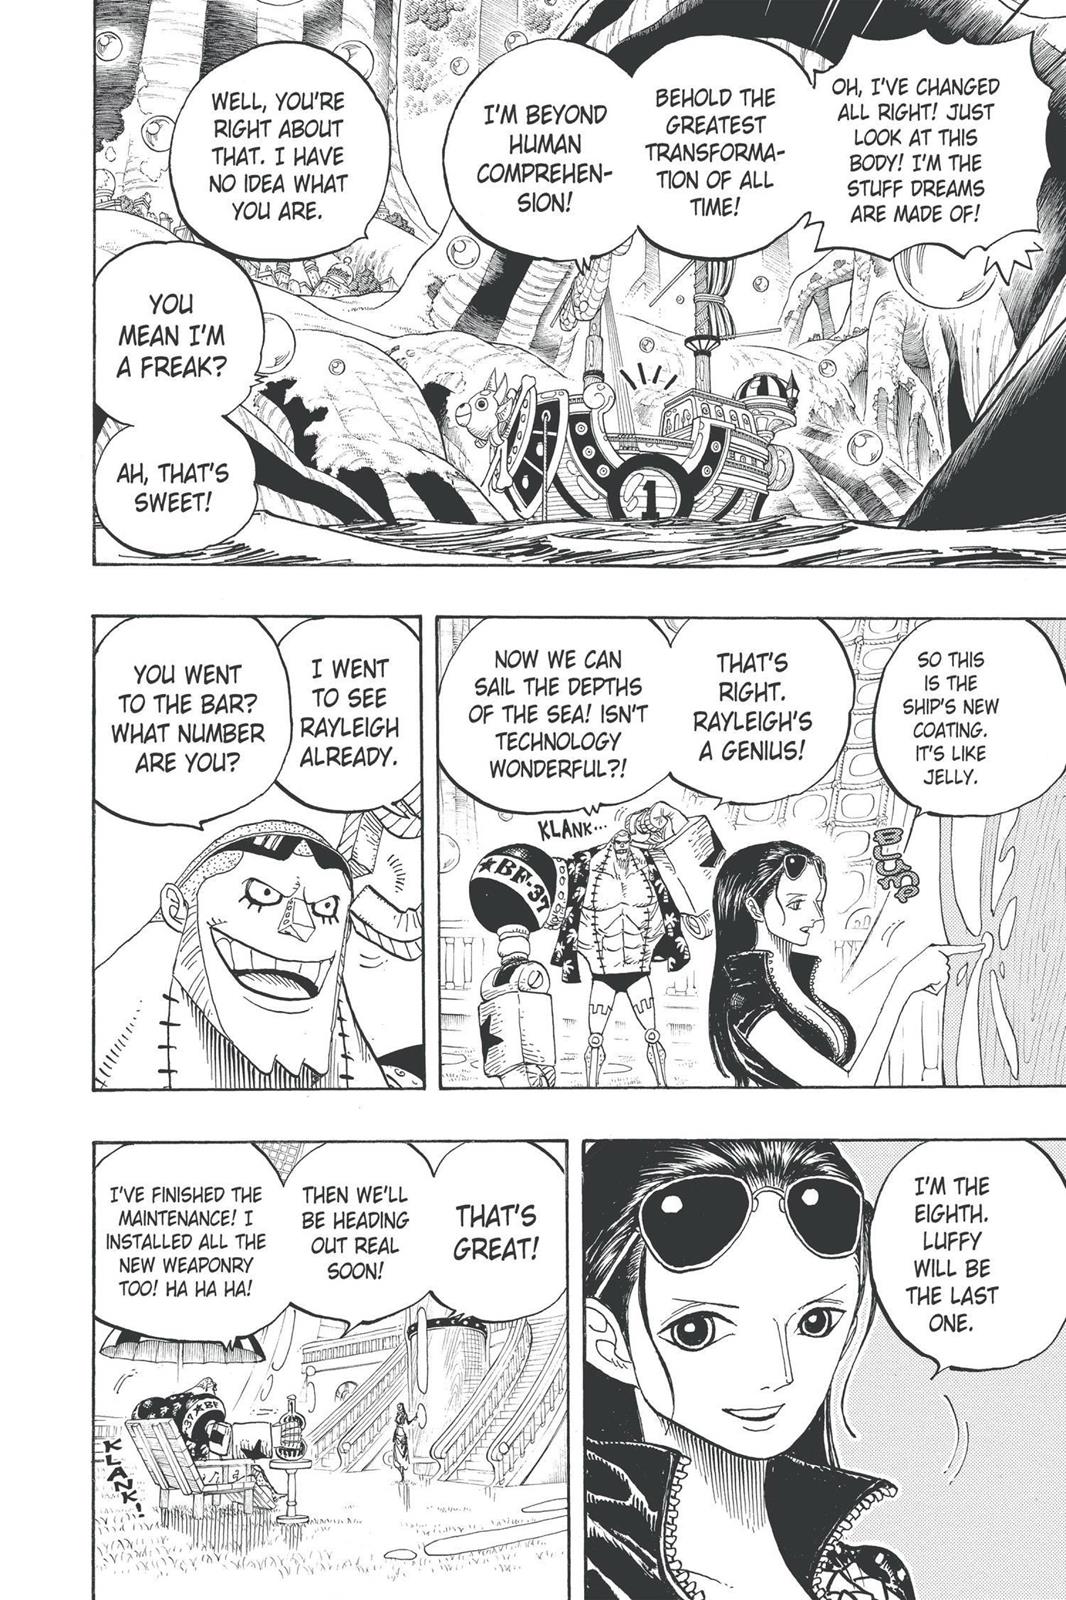 OH, I'VE CHANGED
ALL RIGHT! JUST
LOOK AT THIS
BODY! I'M THE
STUFF DREAMS
ARE MADE OF!
BEHOLD THE
GREATEST
TRANSFORMA-
TION OF ALL
TIME!
I'M BEYOND
HUMAN
COMPREHEN-
SION!
WELL, YOU'RE
RIGHT ABOUT
THAT. I HAVE
NO IDEA WHAT
YOU ARE.
YOU
MEAN I'M
A FREAK?
AH, THAT'S
SWEET!
1
SO THIS
IS THE
SHIP'S NEW
COATING.
IT'S LIKE
JELLY.
THAT'S
RIGHT.
RAYLEIGH'S
A GENIUS!
NOW WE CAN
SAIL THE DEPTHS
OF THE SEA! ISN'T
TECHNOLOGY
WONDERFUL?!
KLANK...
BF-37
I WENT
TO SEE
RAYLEIGH
ALREADY.
YOU WENT
TO THE BAR?
WHAT NUMBER
ARE YOU?
I'M THE
EIGHTH.
LUFFY
WILL BE
THE LAST
ONE.
THAT'S
GREAT!
THEN WE'LL
BE HEADING
OUT REAL
SOON!
I'VE FINISHED THE
MAINTENANCE! I
INSTALLED ALL THE
NEW WEAPONRY
TOO! HA HA HA!
37 BF
KLANK!